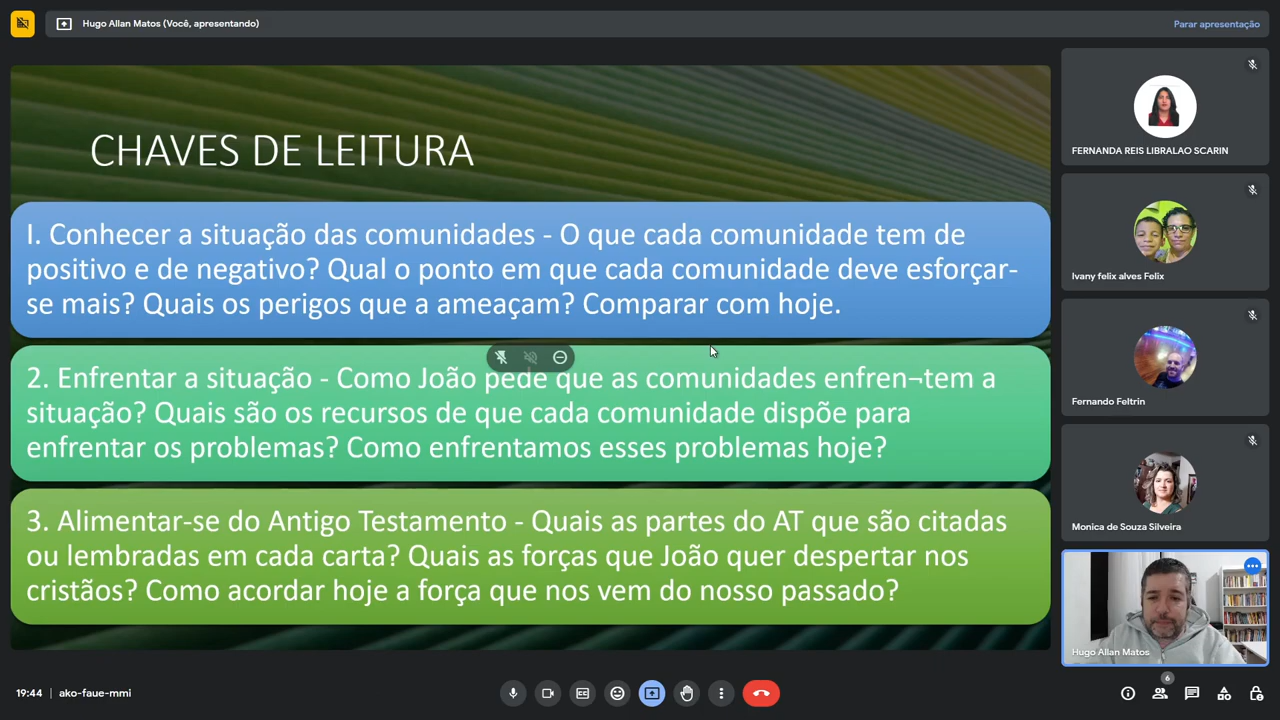 Hugo Allan Matos (Você, apresentando)
Parar apresentação
CHAVES DE LEITURA
I. Conhecer a situação das comunidades - O que cada comunidade tem de
positivo e de negativo? Qual o ponto em que cada comunidade deve esforçar-
se mais? Quais os perigos que a ameaçam? Comparar com hoje.
2. Enfrentar a situação - Como João pede que as comunidades enfren¬tem a
situação? Quais são os recursos de que cada comunidade dispõe para
enfrentar os problemas? Como enfrentamos esses problemas hoje?
3. Alimentar-se do Antigo Testamento - Quais as partes do AT que são citadas
ou lembradas em cada carta? Quais as forças que João quer despertar nos
cristãos? Como acordar hoje a força que nos vem do nosso passado?
FERNANDA REIS LIBRALAO SCARIN
Ivany felix alves Felix
Fernando Feltrin
Monica de Souza Silveira
Hugo Allan Matos
19:44 | ako-faue-mmi
6